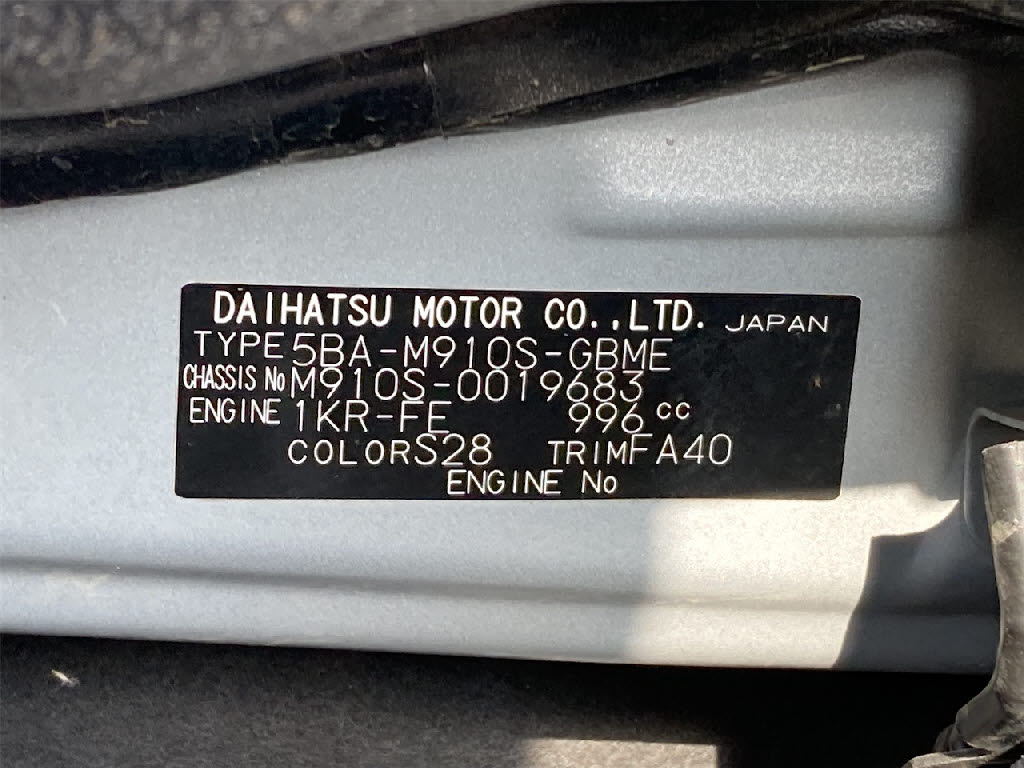 DAIHATSU MOTOR CO.,LTD. JAPAN
TYPE 5BA-M910S-GBME
CHASSIS No M910S-0019683
ENGINE 1KR-FE 996 cc
COLOR S28 TRIM FA40
ENGINE No